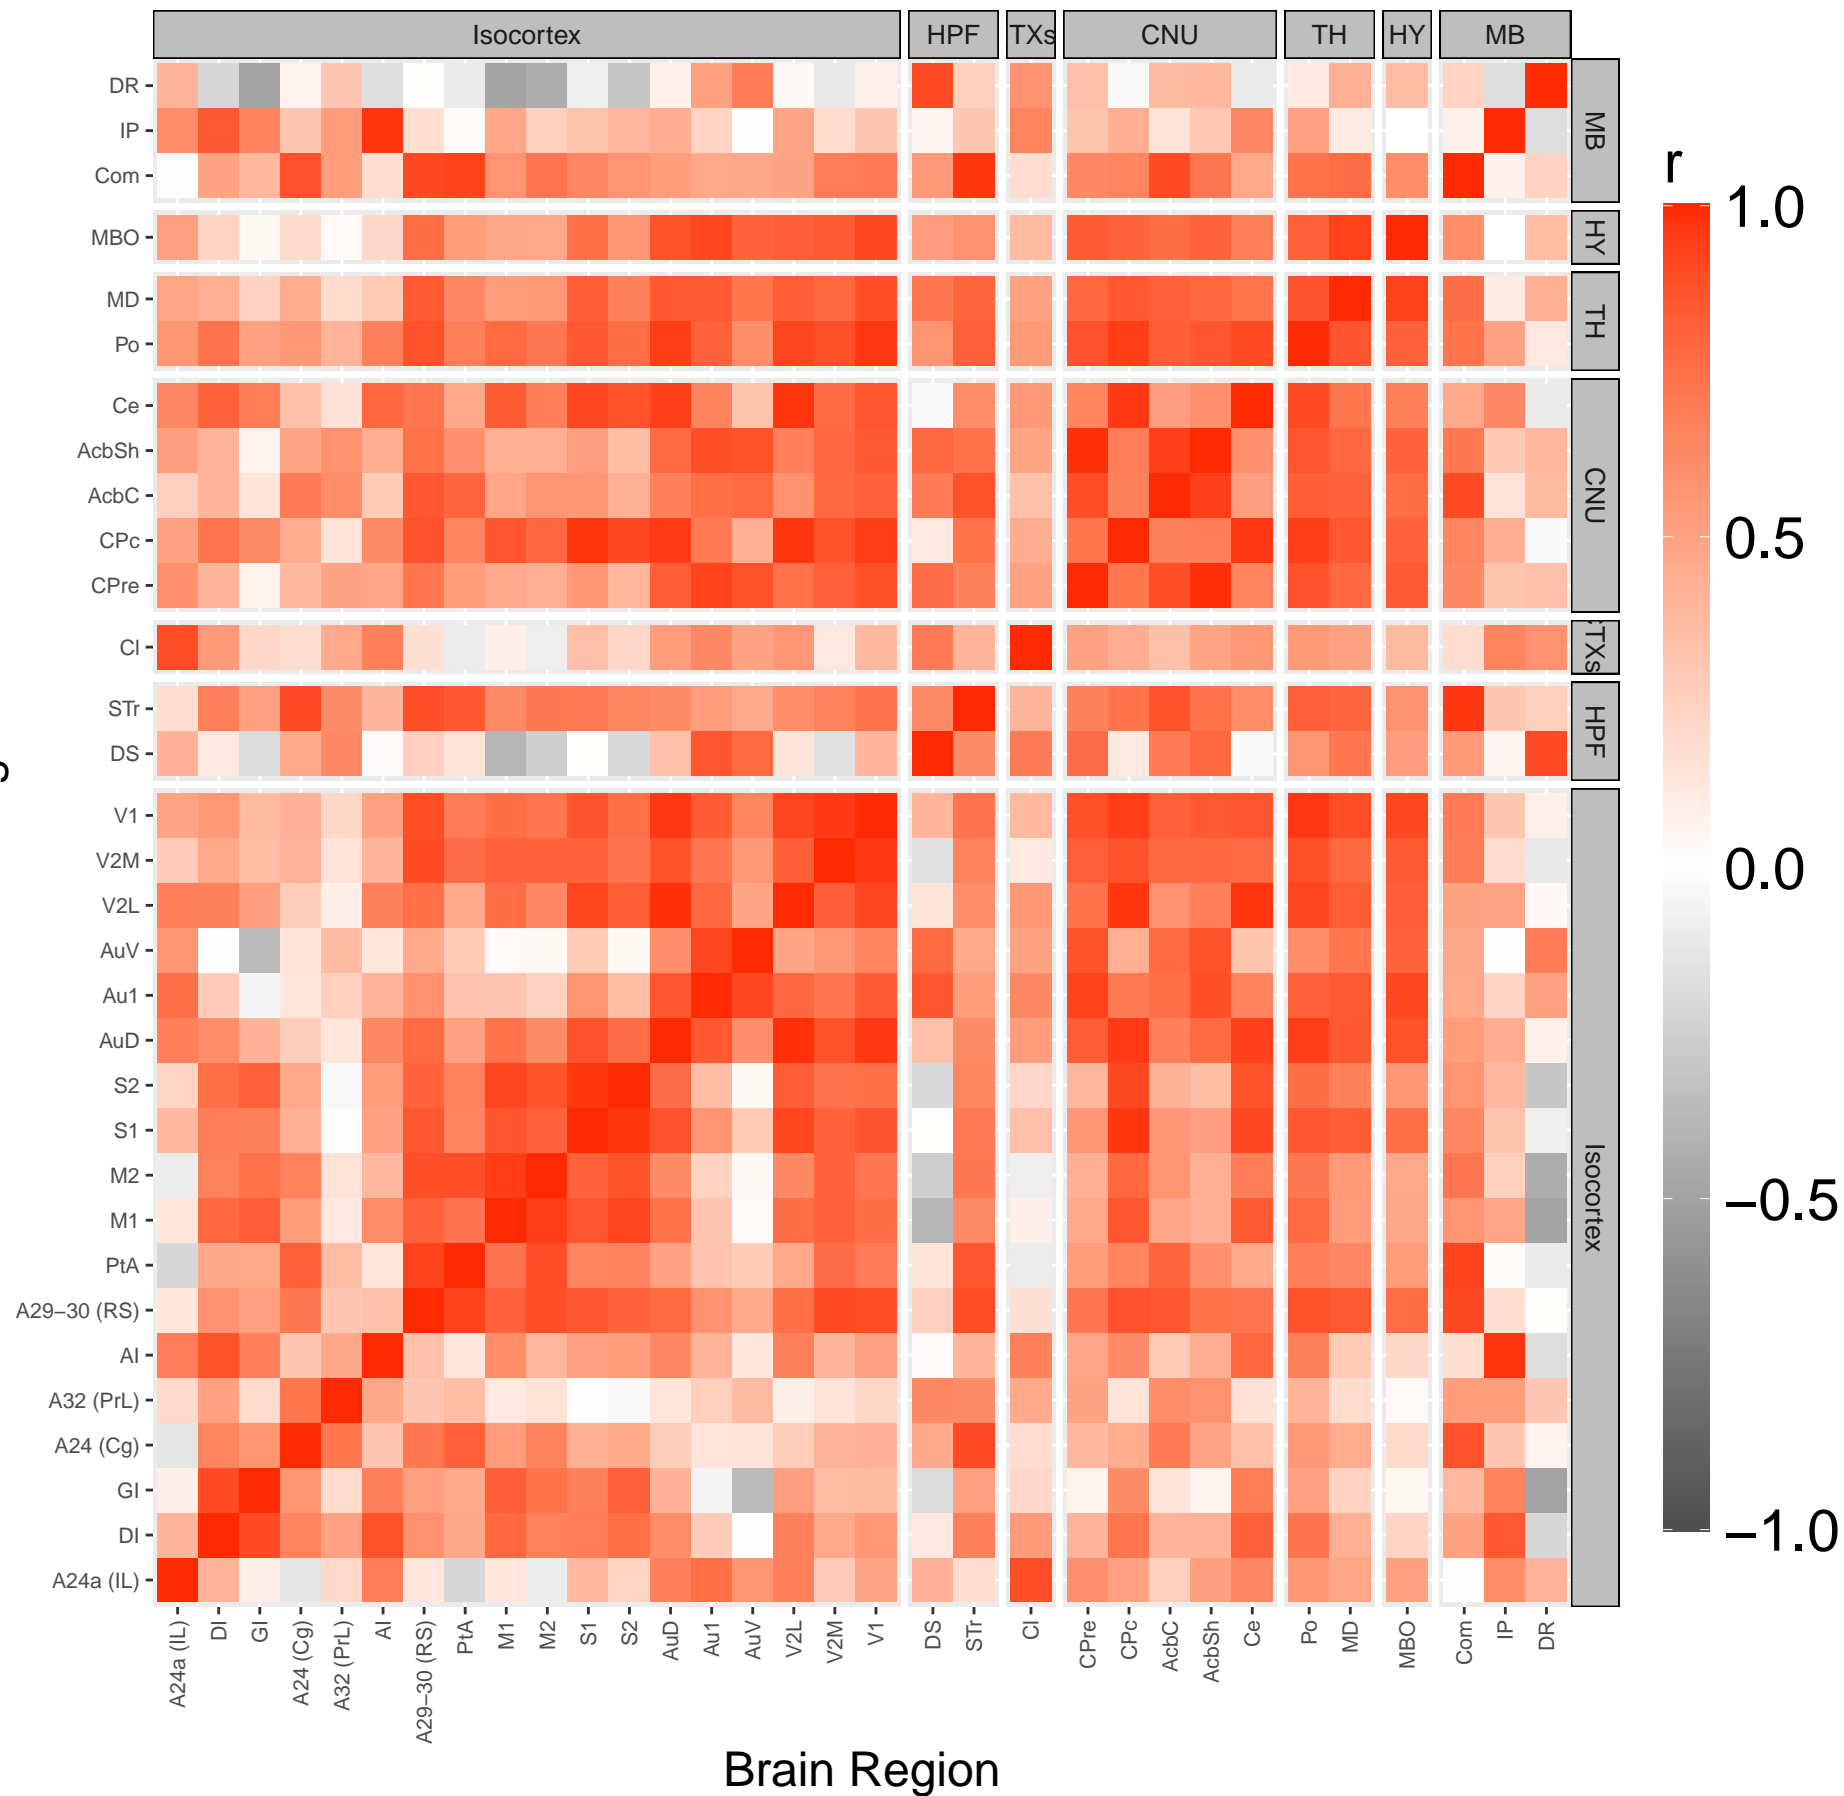 Isocortex HPF TXs CNU TH HY MB
DR
IP
Com
MB
MBO
HY
MD
Po
TH
Ce
AcbSh
AcbC
CPc
CPre
CNU
Cl
TXs
STr
DS
HPF
V1
V2M
V2L
AuV
Au1
AuD
S2
S1
M2
M1
PtA
A29−30 (RS)
AI
A32 (PrL)
A24 (Cg)
GI
DI
A24a (IL)
Isocortex
A24a (IL) DI GI A24 (Cg) A32 (PrL) AI A29−30 (RS) PtA M1 M2 S1 S2 AuD Au1 AuV V2L V2M V1 DS STr Cl CPre CPc AcbC AcbSh Ce Po MD MBO Com IP DR
Brain Region
r
1.0
0.5
0.0
−0.5
−1.0